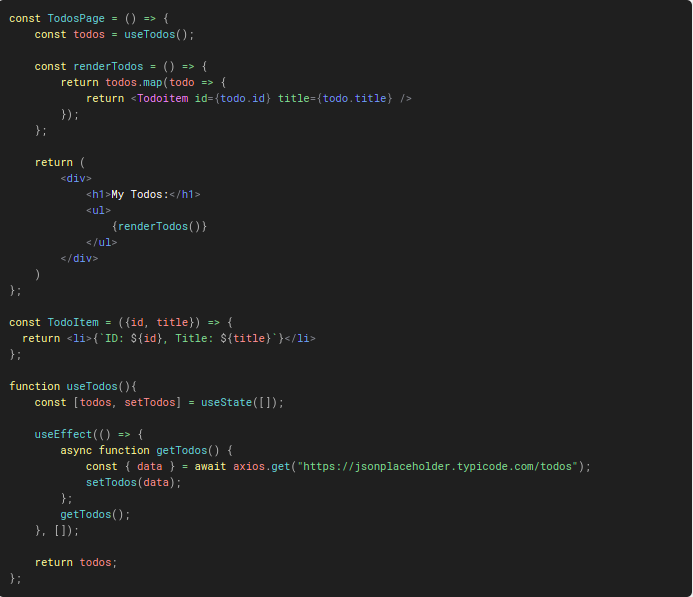 const TodosPage = () => {
    const todos = useTodos();

    const renderTodos = () => {
        return todos.map(todo => {
            return <Todoitem id={todo.id} title={todo.title} />
        });
    };

    return (
        <div>
            <h1>My Todos:</h1>
            <ul>
                {renderTodos()}
            </ul>
        </div>
    )
};

const TodoItem = ({id, title}) => {
  return <li>{`ID: ${id}, Title: ${title}`}</li>
};

function useTodos(){
    const [todos, setTodos] = useState([]);

    useEffect(() => {
        async function getTodos() {
            const { data } = await axios.get("https://jsonplaceholder.typicode.com/todos");
            setTodos(data);
        };
        getTodos();
    }, []);

    return todos;
};